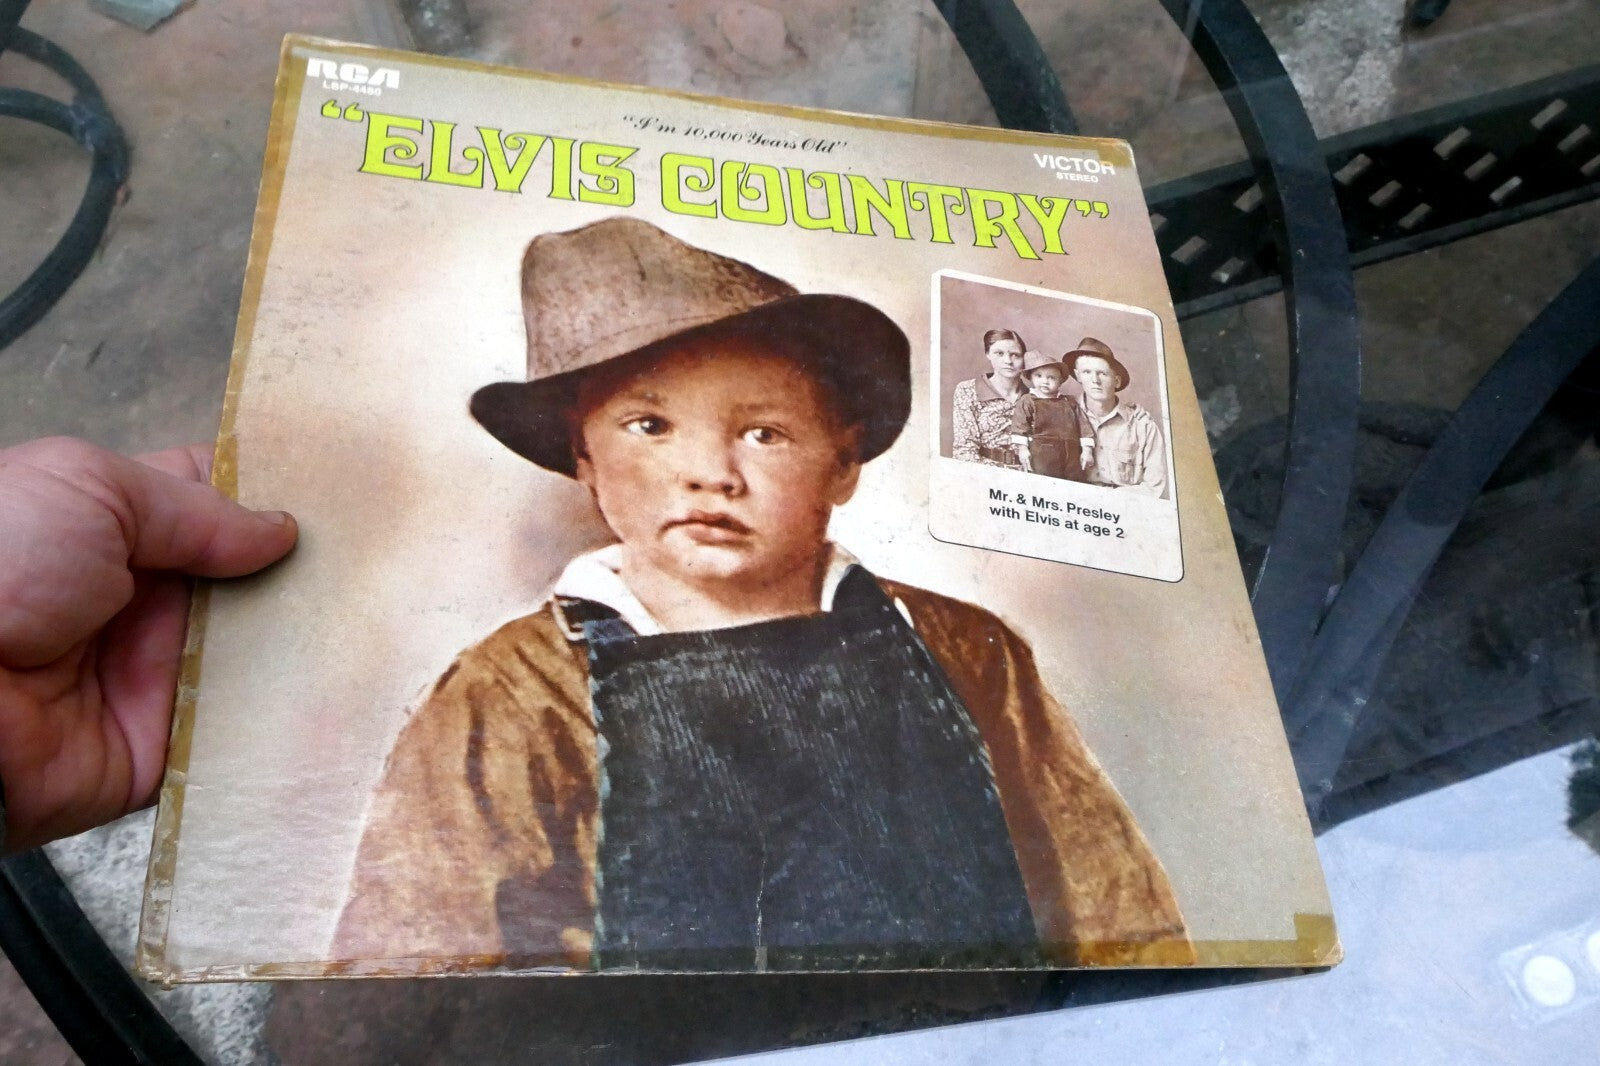 RCA
LSP-4460
"I'm 10,000 Years Old"
"ELVIS COUNTRY"
VICTOR
STEREO
Mr. & Mrs. Presley
with Elvis at age 2